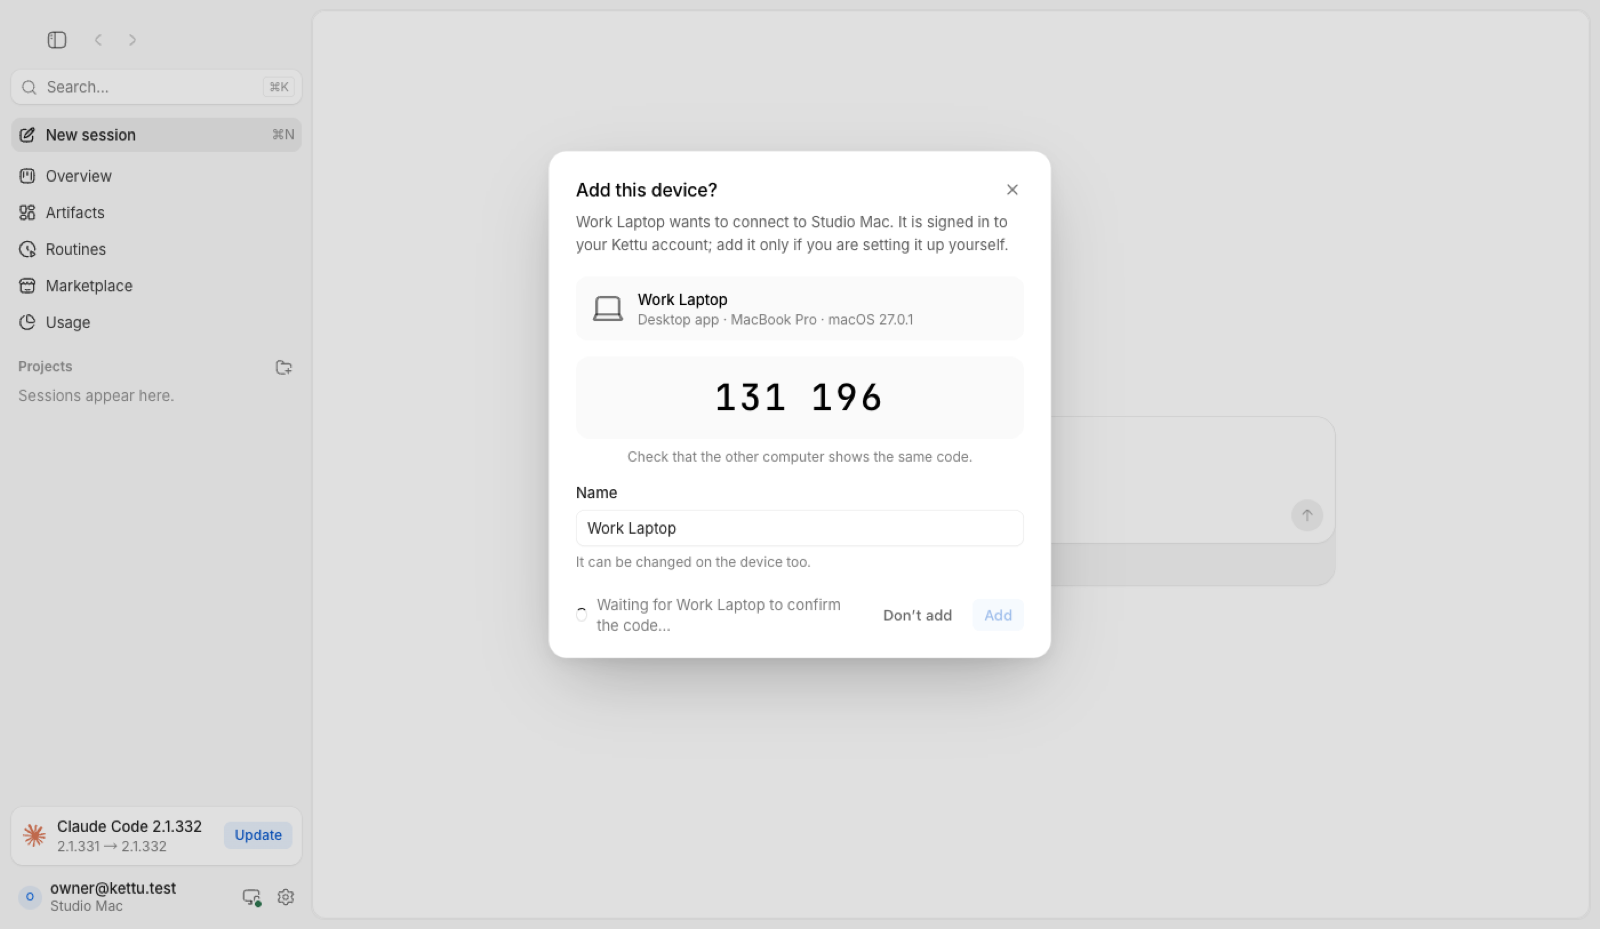 Search...
⌘K
New session
⌘N
Overview
Artifacts
Routines
Marketplace
Usage
Projects
Sessions appear here.
Add this device?
Work Laptop wants to connect to Studio Mac. It is signed in to
your Kettu account; add it only if you are setting it up yourself.
Work Laptop
Desktop app · MacBook Pro · macOS 27.0.1
131 196
Check that the other computer shows the same code.
Name
Work Laptop
It can be changed on the device too.
Waiting for Work Laptop to confirm
the code...
Don't add
Add
Claude Code 2.1.332
2.1.331 → 2.1.332
Update
O
owner@kettu.test
Studio Mac